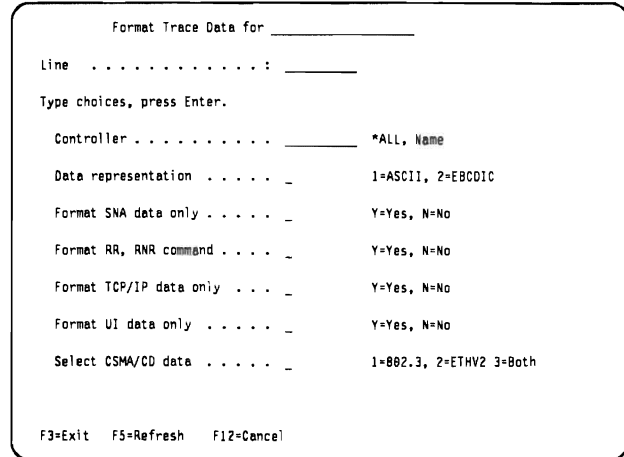 Format Trace Data for _______________
Line . . . . . . . . . . . . . : ________
Type choices, press Enter.
Controller . . . . . . . . . . ________ *ALL, Name
Data representation . . . . . _ 1=ASCII, 2=EBCDIC
Format SNA data only . . . . . _ Y=Yes, N=No
Format RR, RNR command . . . . _ Y=Yes, N=No
Format TCP/IP data only . . . _ Y=Yes, N=No
Format UI data only . . . . . _ Y=Yes, N=No
Select CSMA/CD data . . . . . _ 1=802.3, 2=ETHV2 3=Both
F3=Exit F5=Refresh F12=Cancel